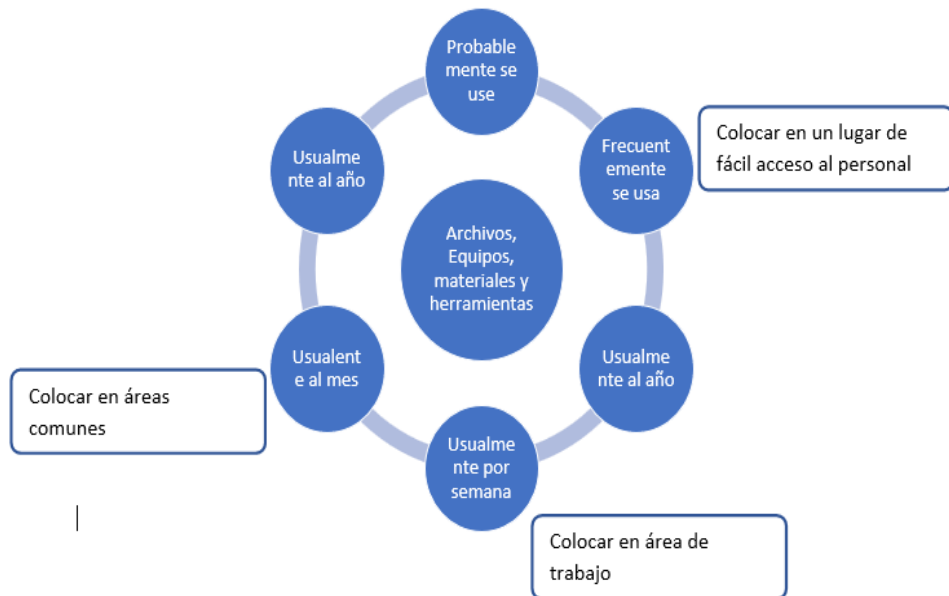 Probable
mente se
use
Frecuent
emente
se usa
Colocar en un lugar de
fácil acceso al personal
Usualme
nte al año
Archivos,
Equipos,
materiales y
herramientas
Usualente
e al mes
Usualme
nte al año
Colocar en áreas
comunes
Usualme
nte por
semana
Colocar en área de
trabajo